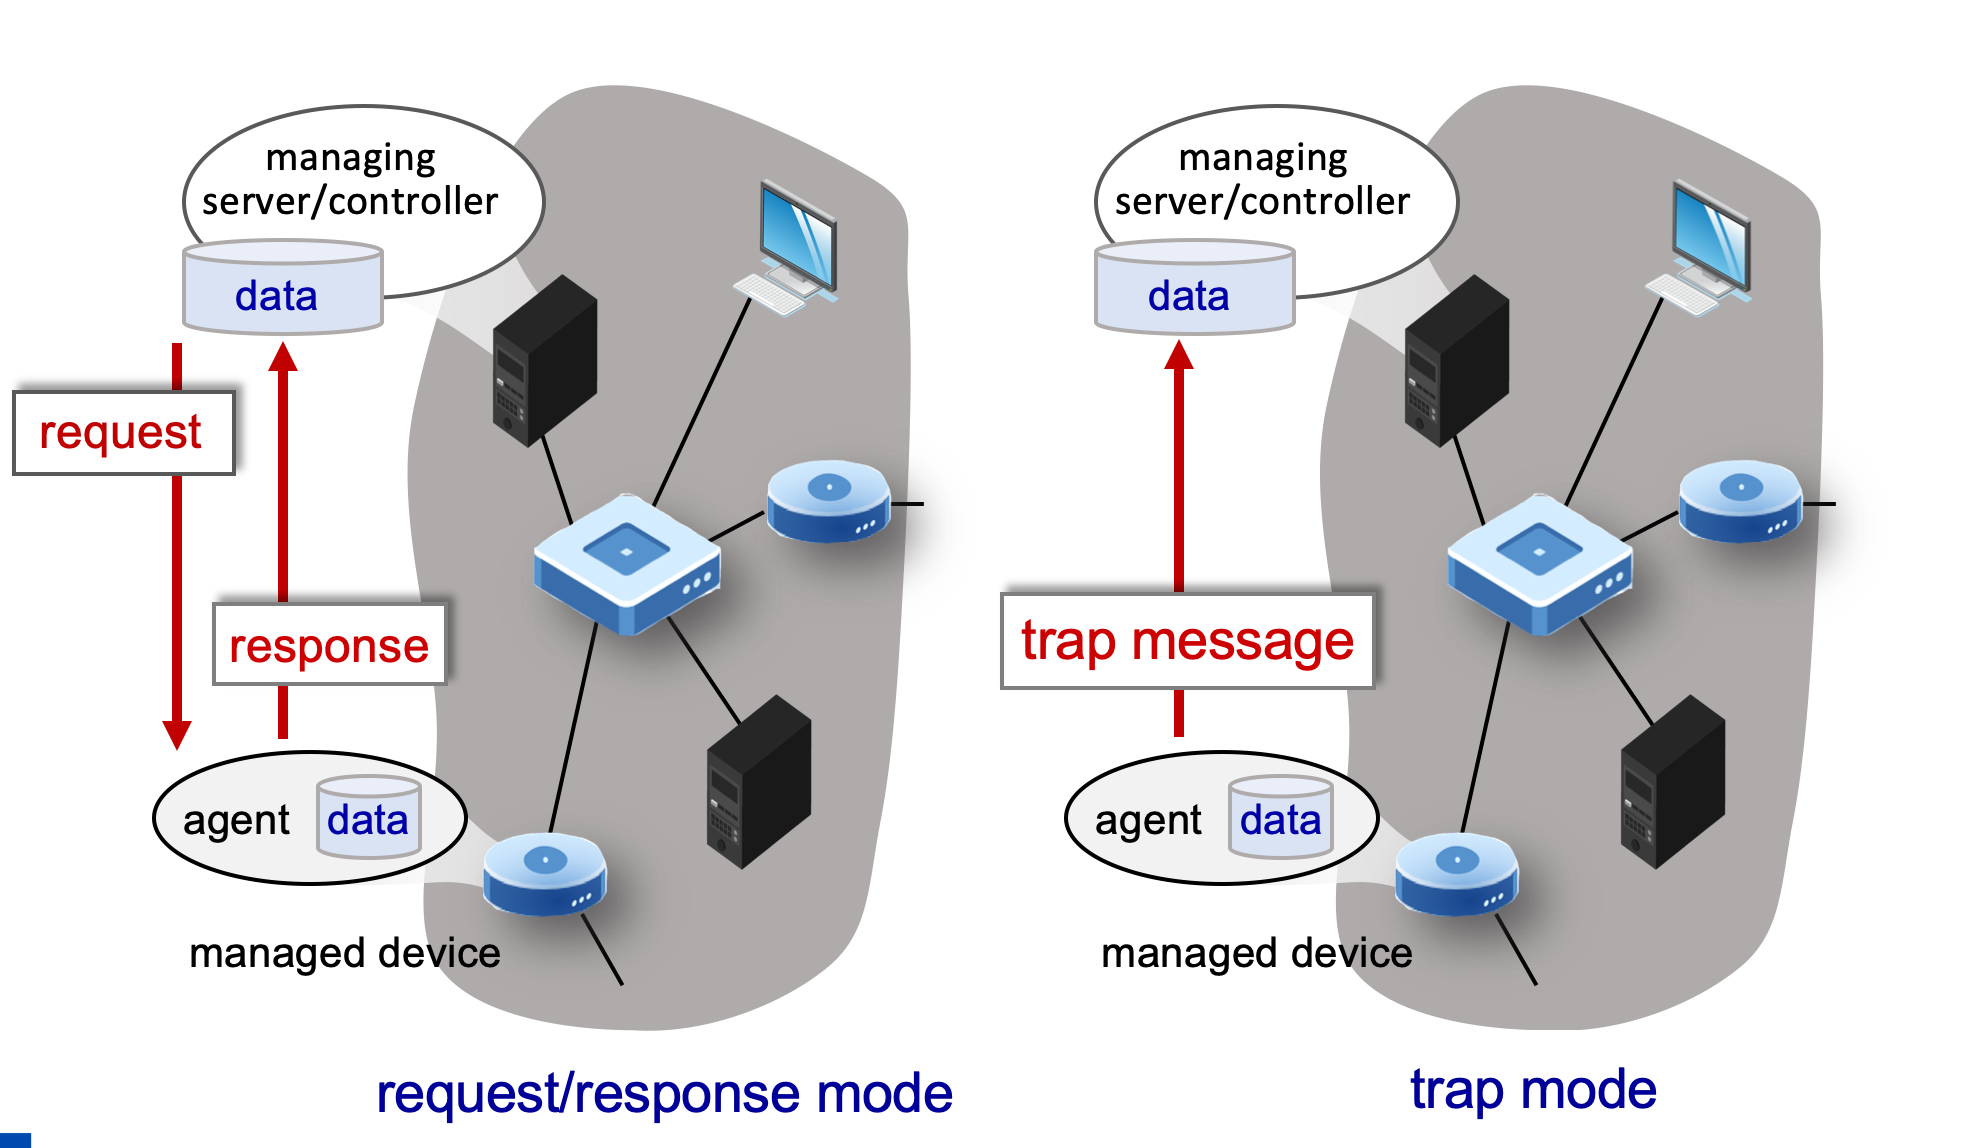 managing
server/controller
data
request
response
agent
data
managed device
request/response mode
managing
server/controller
data
trap message
agent
data
managed device
trap mode